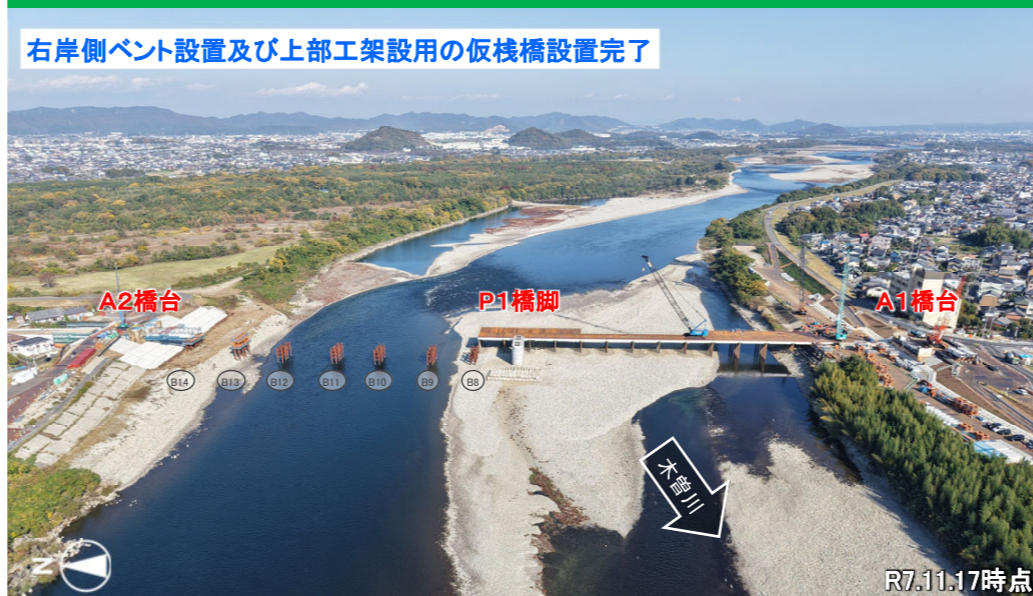 右岸側ベント設置及び上部工架設用の仮桟橋設置完了
A2橋台
P1橋脚
A1橋台
B14
B13
B12
B11
B10
B9
B8
木曽川
N
R7.11.17時点